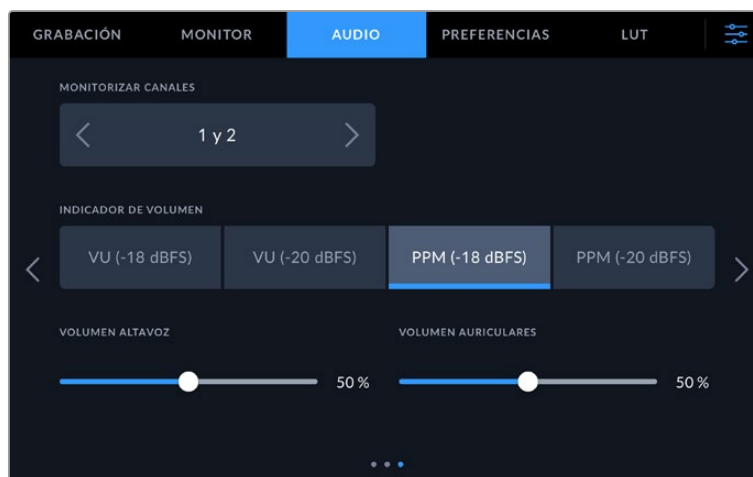 GRABACIÓN MONITOR AUDIO PREFERENCIAS LUT
MONITORIZAR CANALES
1 y 2
INDICADOR DE VOLUMEN
VU (-18 dBFS) VU (-20 dBFS) PPM (-18 dBFS) PPM (-20 dBFS)
VOLUMEN ALTAVOZ VOLUMEN AURICULARES
50 % 50 %